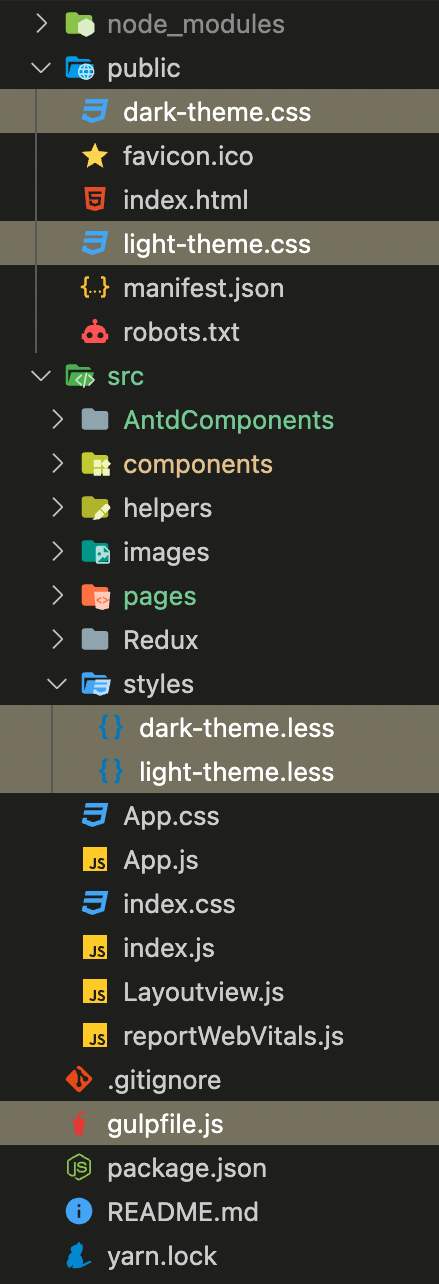 node_modules
public
dark-theme.css
favicon.ico
index.html
light-theme.css
manifest.json
robots.txt
src
AntdComponents
components
helpers
images
pages
Redux
styles
dark-theme.less
light-theme.less
App.css
App.js
index.css
index.js
Layoutview.js
reportWebVitals.js
.gitignore
gulpfile.js
package.json
README.md
yarn.lock